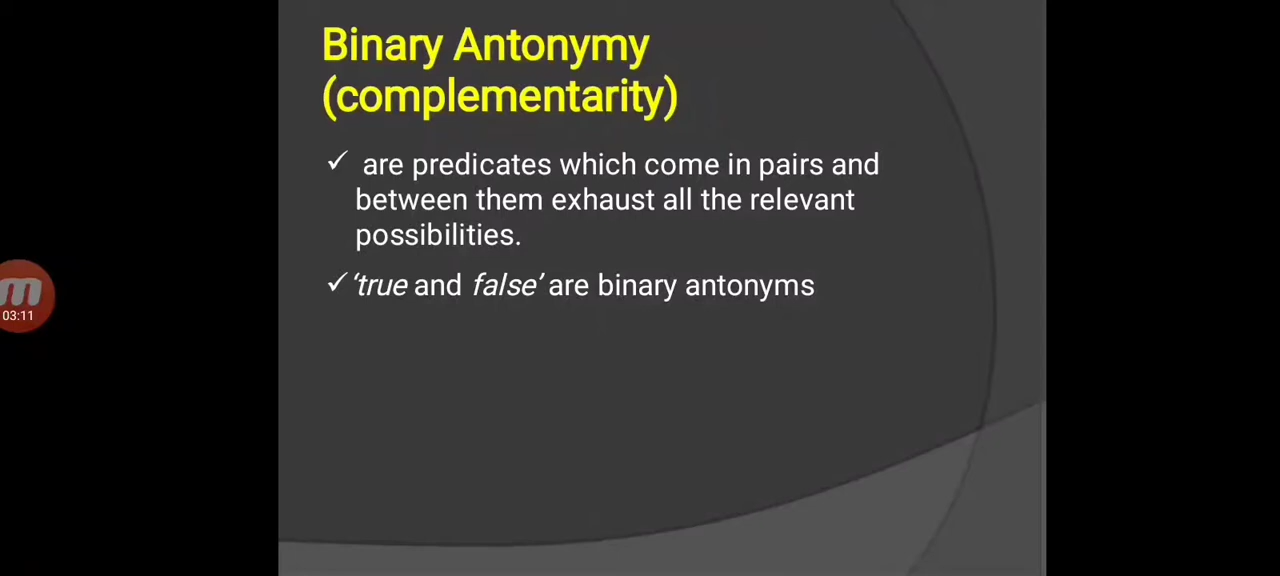 Binary Antonymy
(complementarity)
✓ are predicates which come in pairs and
between them exhaust all the relevant
possibilities.
✓ ‘true and false’ are binary antonyms
m
03:11